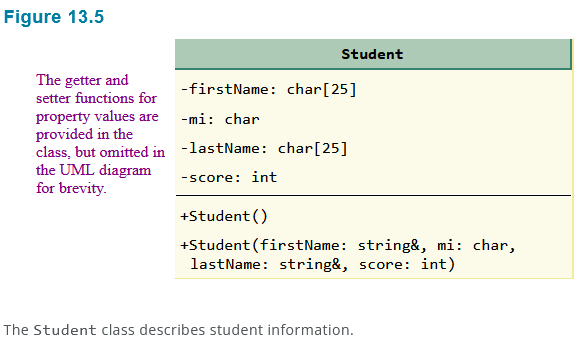 Figure 13.5
Student
The getter and
setter functions for
property values are
provided in the
class, but omitted in
the UML diagram
for brevity.
-firstName: char[25]
-mi: char
-lastName: char[25]
-score: int
+Student()
+Student(firstName: string&, mi: char,
lastName: string&, score: int)
The Student class describes student information.